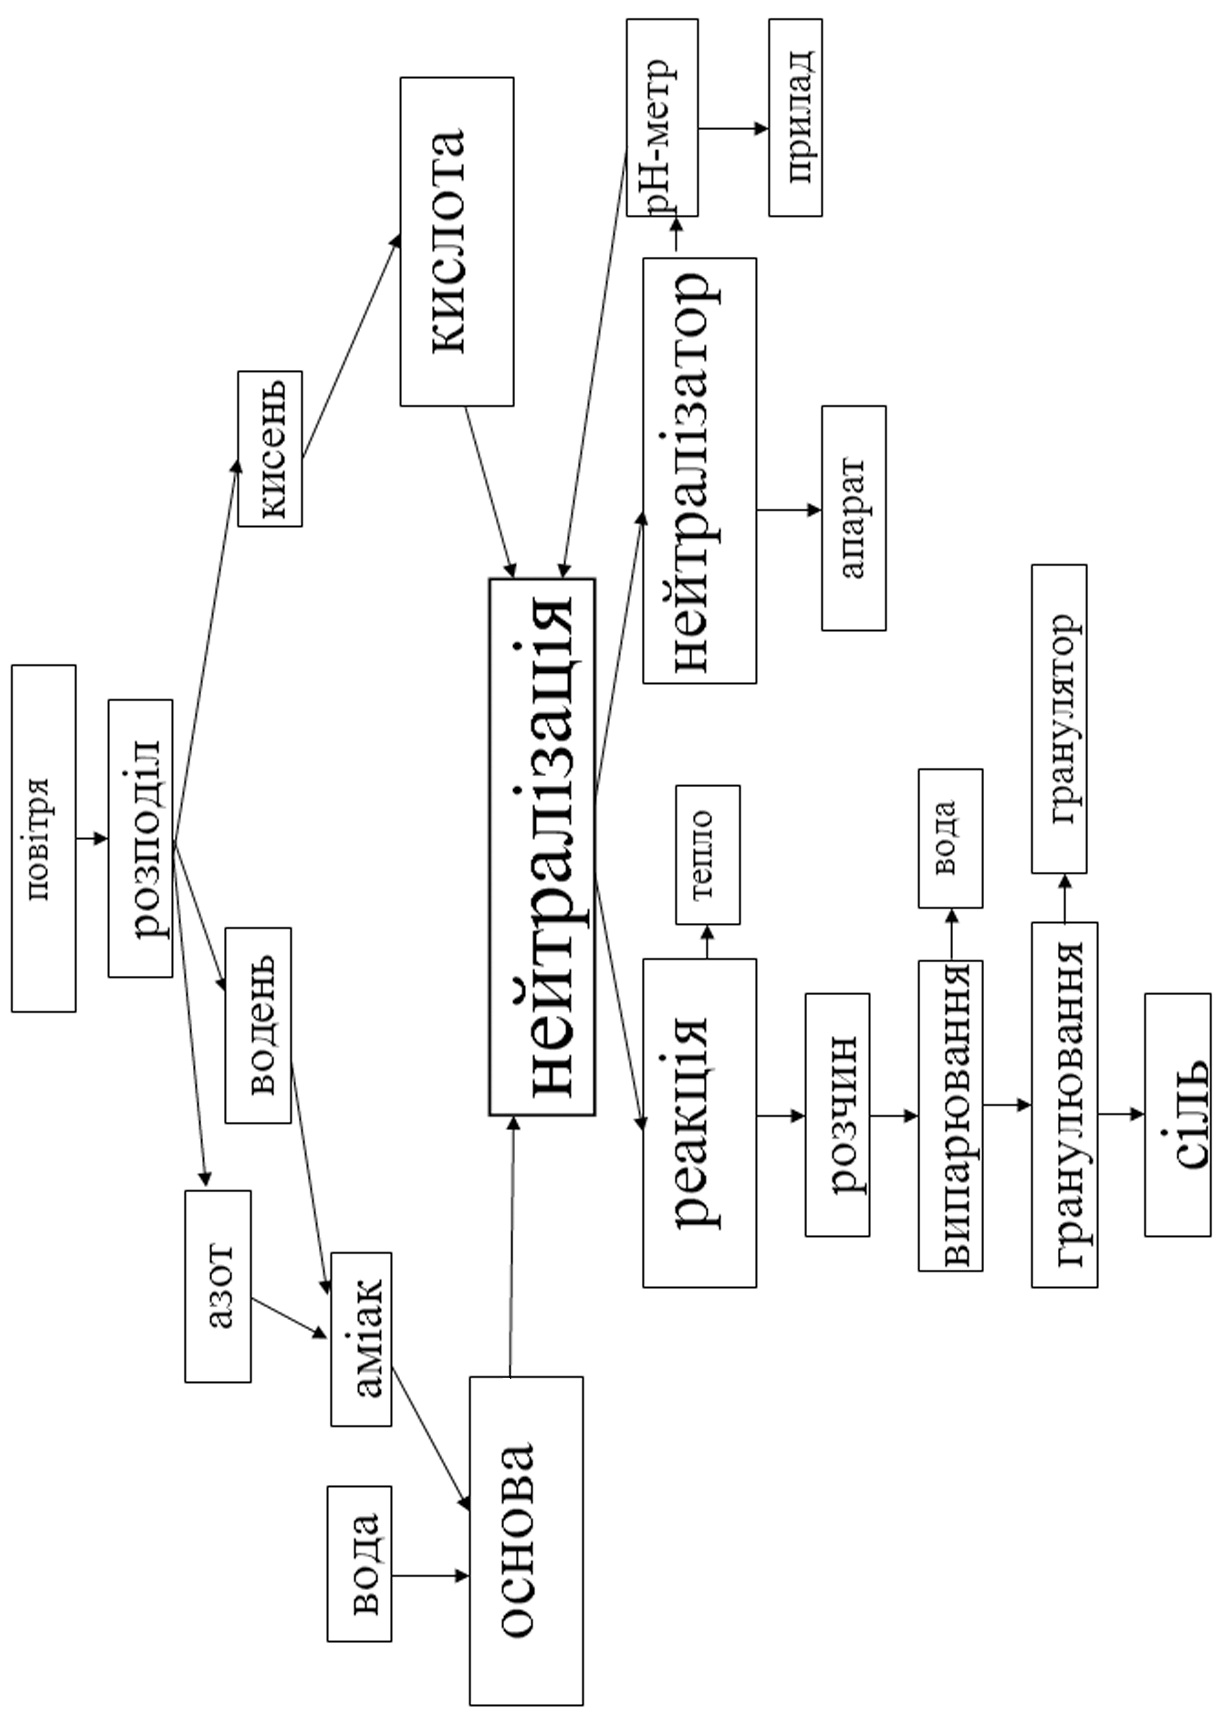 повітря
розподіл
азот
водень
кисень
вода
аміак
кислота
основа
нейтралізація
реакція
тепло
нейтралізатор
pH-метр
розчин
апарат
прилад
випарювання
вода
гранулювання
гранулятор
сіль